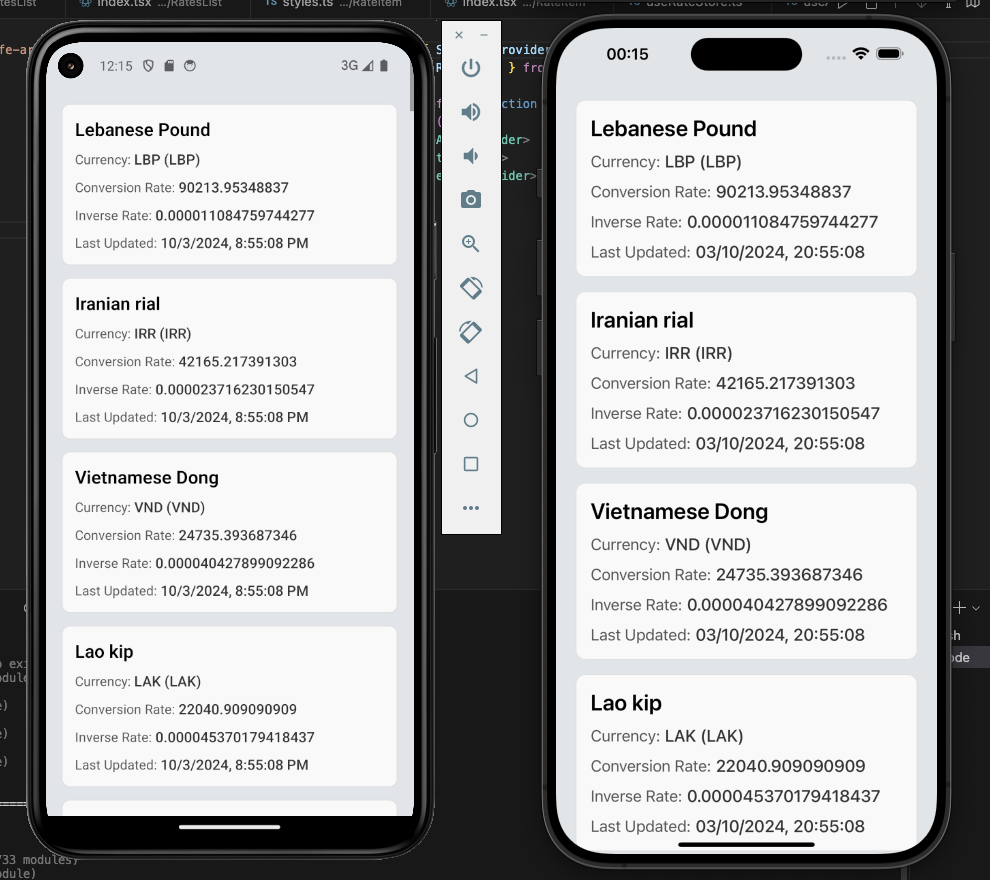 index.tsx .../RatesList
TS styles.ts .../RateItem
index.tsx .../RateItem
useRateStore.ts
12:15
3G
Lebanese Pound
Currency: LBP (LBP)
Conversion Rate: 90213.95348837
Inverse Rate: 0.000011084759744277
Last Updated: 10/3/2024, 8:55:08 PM
Iranian rial
Currency: IRR (IRR)
Conversion Rate: 42165.217391303
Inverse Rate: 0.000023716230150547
Last Updated: 10/3/2024, 8:55:08 PM
Vietnamese Dong
Currency: VND (VND)
Conversion Rate: 24735.393687346
Inverse Rate: 0.000040427899092286
Last Updated: 10/3/2024, 8:55:08 PM
Lao kip
Currency: LAK (LAK)
Conversion Rate: 22040.909090909
Inverse Rate: 0.000045370179418437
Last Updated: 10/3/2024, 8:55:08 PM
00:15
Lebanese Pound
Currency: LBP (LBP)
Conversion Rate: 90213.95348837
Inverse Rate: 0.000011084759744277
Last Updated: 03/10/2024, 20:55:08
Iranian rial
Currency: IRR (IRR)
Conversion Rate: 42165.217391303
Inverse Rate: 0.000023716230150547
Last Updated: 03/10/2024, 20:55:08
Vietnamese Dong
Currency: VND (VND)
Conversion Rate: 24735.393687346
Inverse Rate: 0.000040427899092286
Last Updated: 03/10/2024, 20:55:08
Lao kip
Currency: LAK (LAK)
Conversion Rate: 22040.909090909
Inverse Rate: 0.000045370179418437
Last Updated: 03/10/2024, 20:55:08
733 modules)